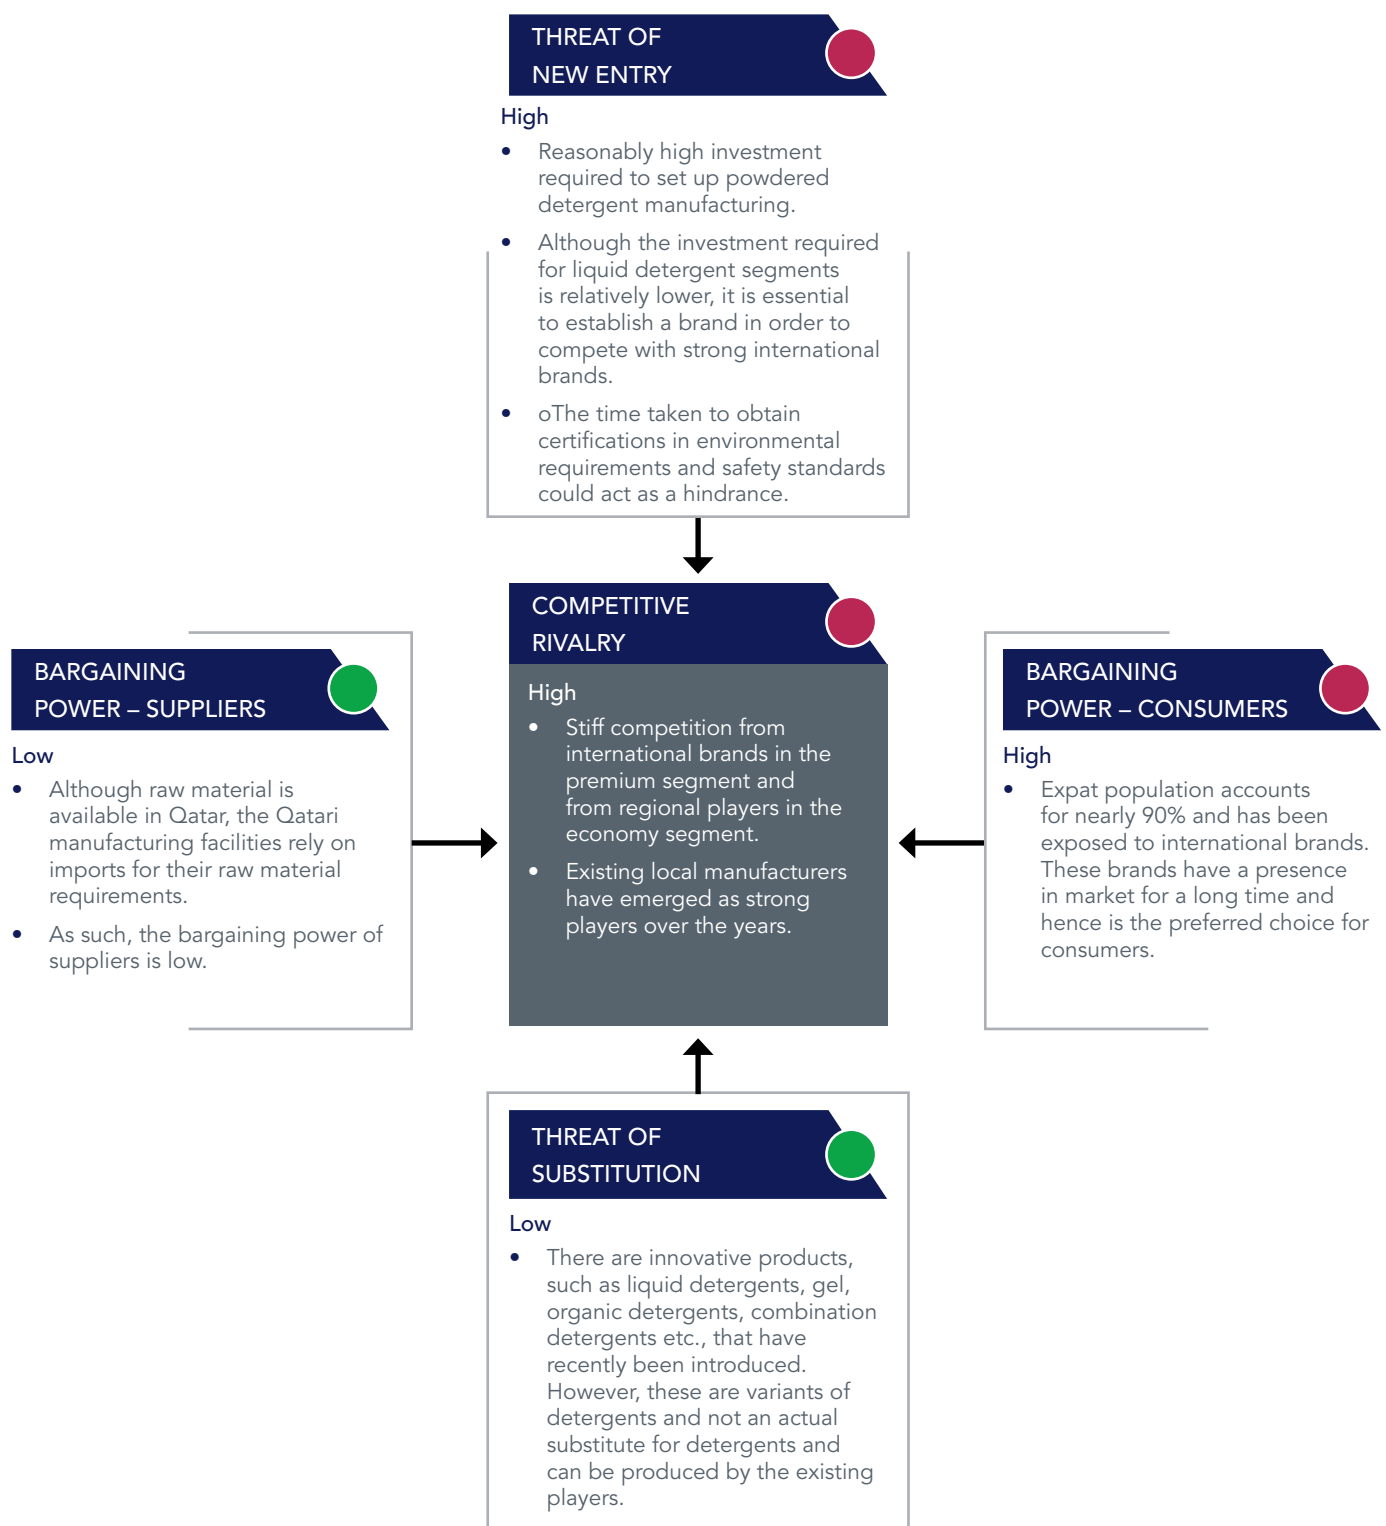 THREAT OF
NEW ENTRY
High
• Reasonably high investment
required to set up powdered
detergent manufacturing.
• Although the investment required
for liquid detergent segments
is relatively lower, it is essential
to establish a brand in order to
compete with strong international
brands.
• oThe time taken to obtain
certifications in environmental
requirements and safety standards
could act as a hindrance.
BARGAINING
POWER – SUPPLIERS
Low
• Although raw material is
available in Qatar, the Qatari
manufacturing facilities rely on
imports for their raw material
requirements.
• As such, the bargaining power of
suppliers is low.
COMPETITIVE
RIVALRY
High
• Stiff competition from
international brands in the
premium segment and
from regional players in the
economy segment.
• Existing local manufacturers
have emerged as strong
players over the years.
BARGAINING
POWER – CONSUMERS
High
• Expat population accounts
for nearly 90% and has been
exposed to international brands.
These brands have a presence
in market for a long time and
hence is the preferred choice for
consumers.
THREAT OF
SUBSTITUTION
Low
• There are innovative products,
such as liquid detergents, gel,
organic detergents, combination
detergents etc., that have
recently been introduced.
However, these are variants of
detergents and not an actual
substitute for detergents and
can be produced by the existing
players.